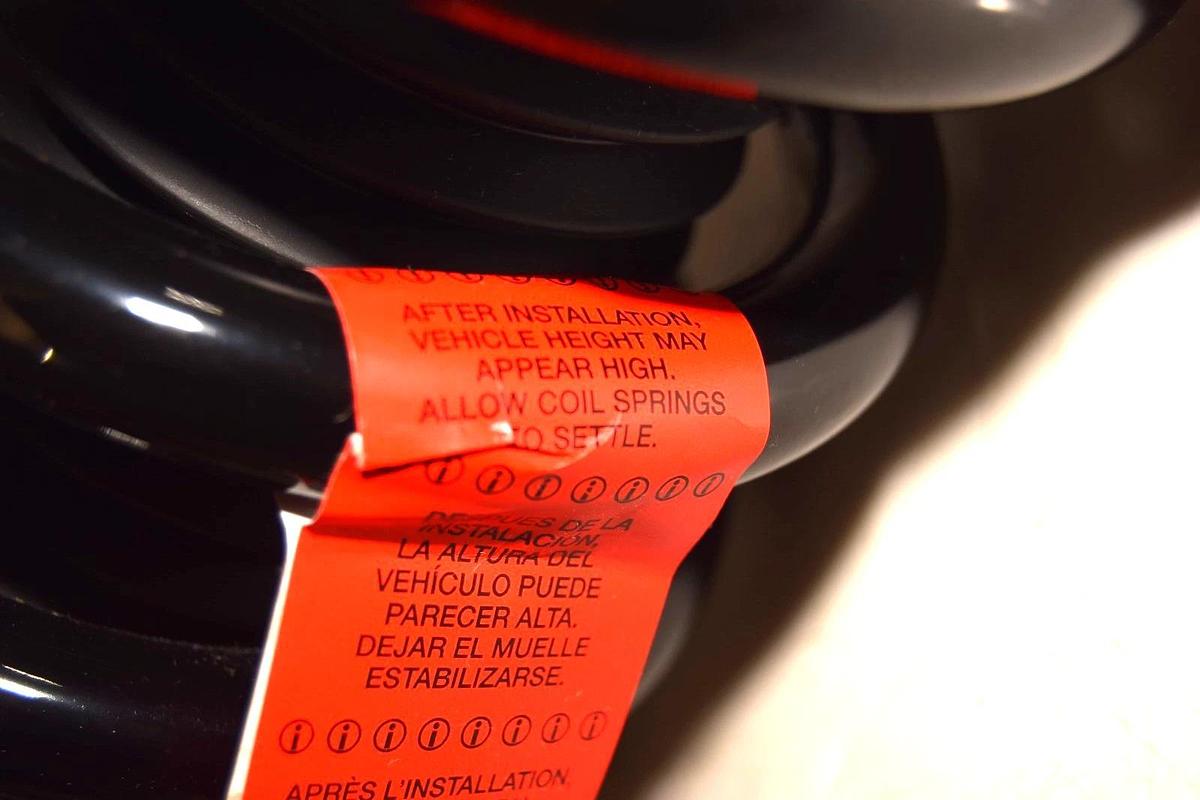 AFTER INSTALLATION,
VEHICLE HEIGHT MAY
APPEAR HIGH.
ALLOW COIL SPRINGS
TO SETTLE.
DESPUES DE LA
INSTALACIÓN,
LA ALTURA DEL
VEHÍCULO PUEDE
PARECER ALTA.
DEJAR EL MUELLE
ESTABILIZARSE.
APRÈS L'INSTALLATION,